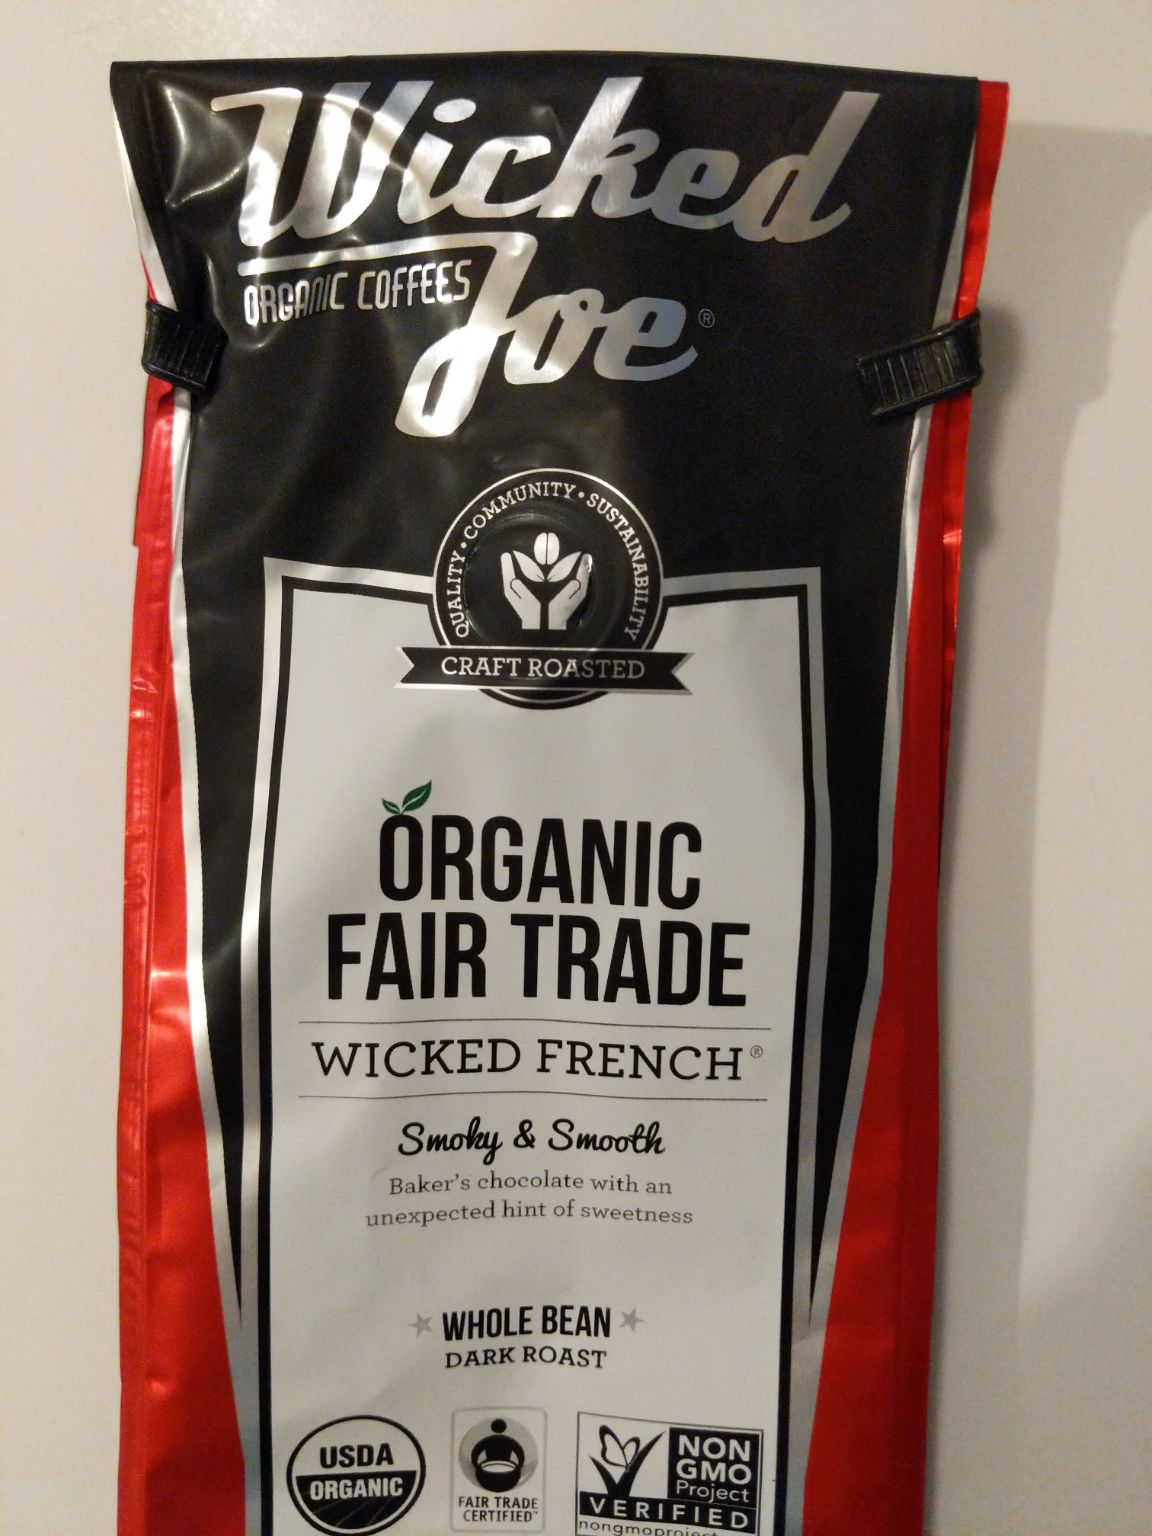 Wicked
ORGANIC COFFEES
Joe®
QUALITY • COMMUNITY • SUSTAINABILITY
CRAFT ROASTED
ORGANIC
FAIR TRADE
WICKED FRENCH®
Smoky & Smooth
Baker's chocolate with an
unexpected hint of sweetness
WHOLE BEAN
DARK ROAST
USDA
ORGANIC
FAIR TRADE
CERTIFIED™
NON
GMO
Project
VERIFIED